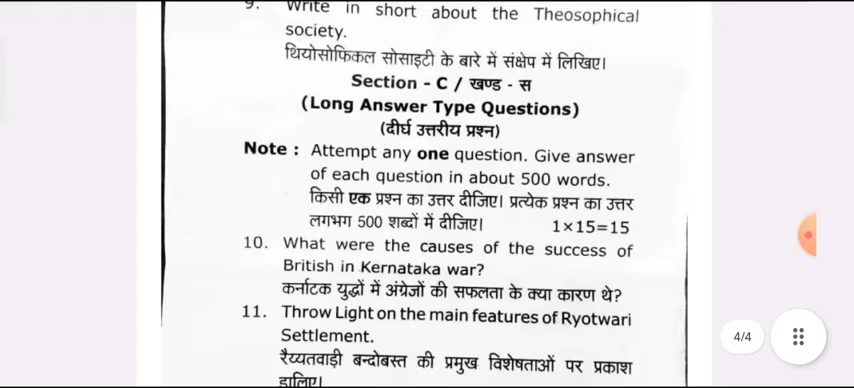 9. Write in short about the Theosophical
society.
थियोसोफिकल सोसाइटी के बारे में संक्षेप में लिखिए।
Section - C / खण्ड - स
(Long Answer Type Questions)
(दीर्घ उत्तरीय प्रश्न)
Note : Attempt any one question. Give answer
of each question in about 500 words.
किसी एक प्रश्न का उत्तर दीजिए। प्रत्येक प्रश्न का उत्तर
लगभग 500 शब्दों में दीजिए। 1×15=15
10. What were the causes of the success of
British in Kernataka war?
कर्नाटक युद्धों में अंग्रेजों की सफलता के क्या कारण थे?
11. Throw Light on the main features of Ryotwari
Settlement.
रैय्यतवाड़ी बन्दोबस्त की प्रमुख विशेषताओं पर प्रकाश
डालिए।
4/4